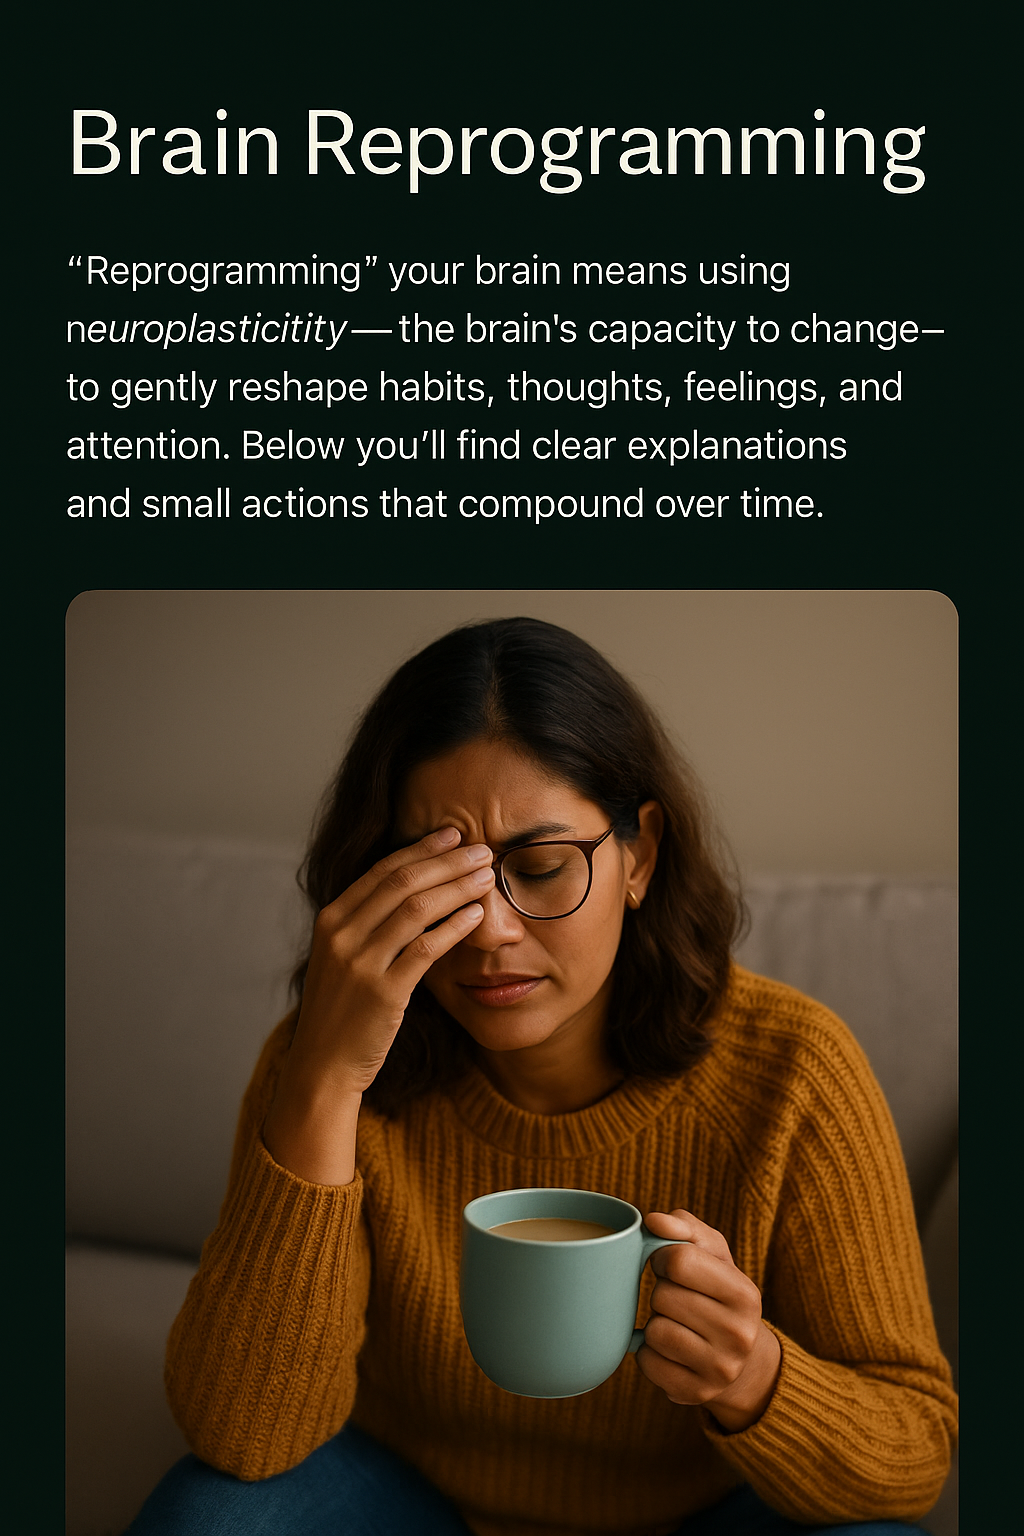 Brain Reprogramming
“Reprogramming” your brain means using
neuroplasticitity — the brain's capacity to change–
to gently reshape habits, thoughts, feelings, and
attention. Below you’ll find clear explanations
and small actions that compound over time.